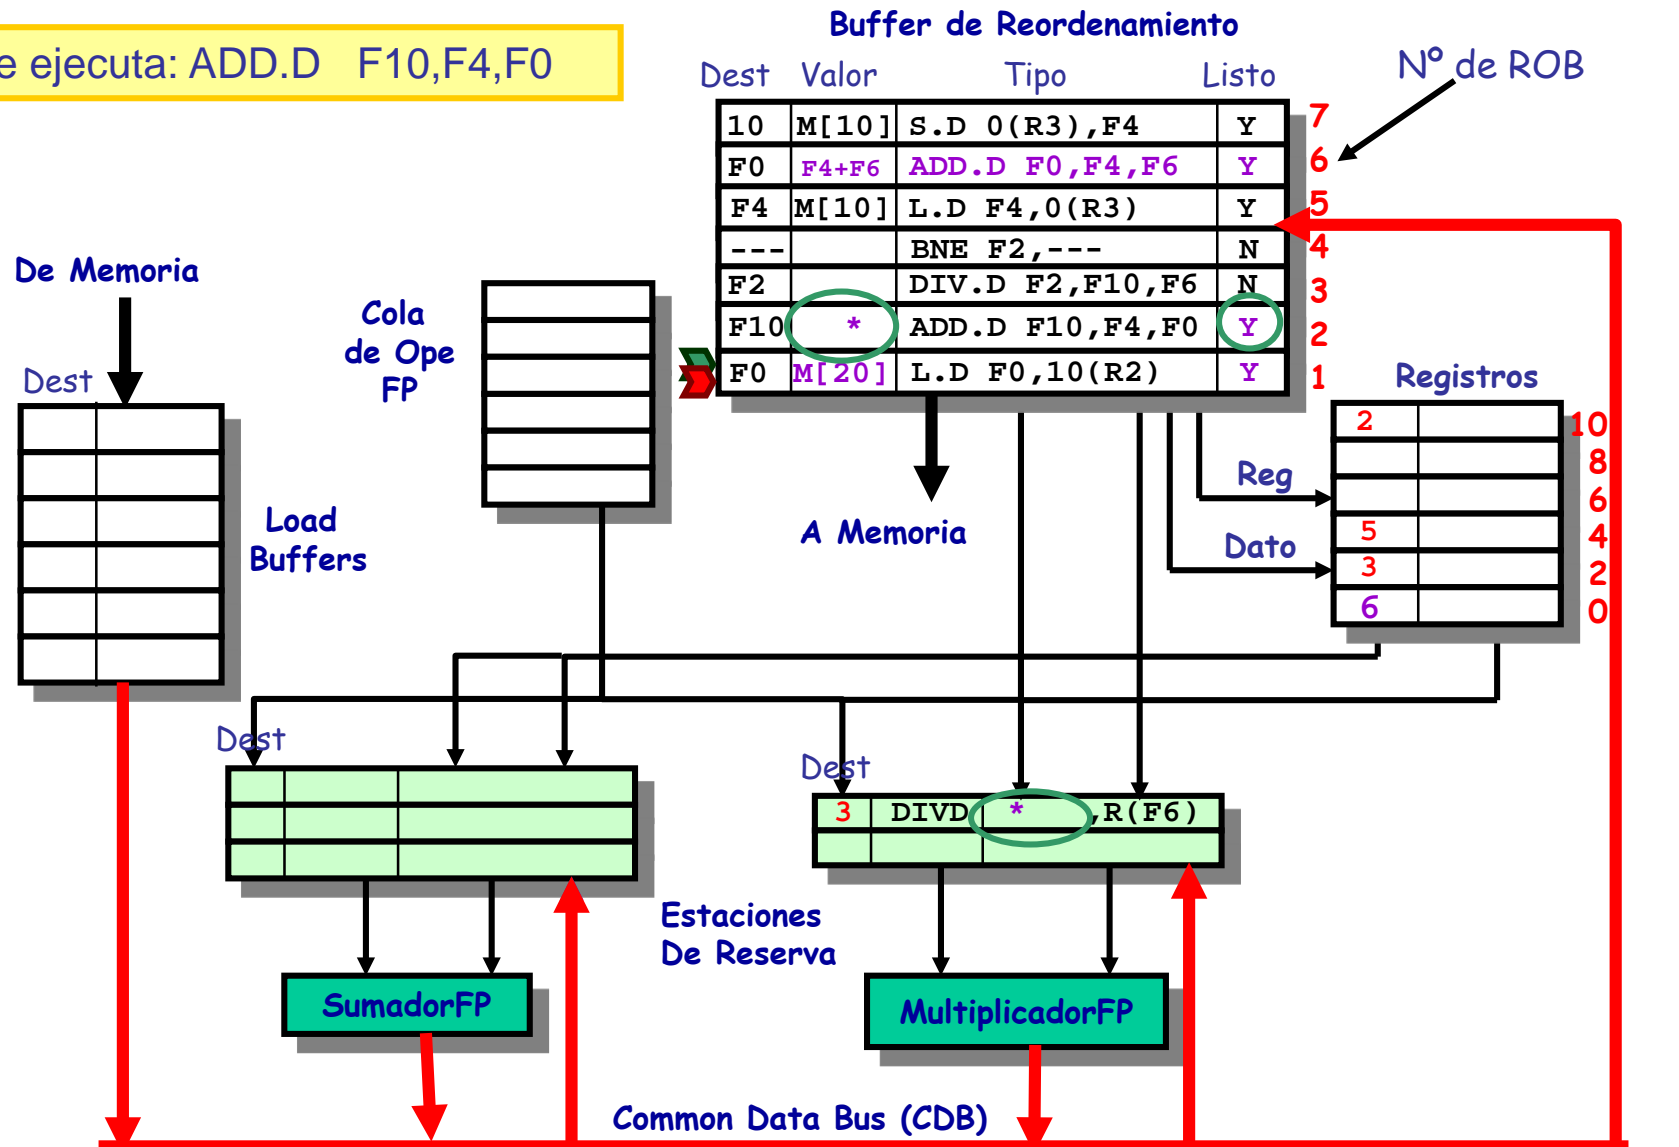 Buffer de Reordenamiento
e ejecuta: ADD.D F10,F4,F0
Dest Valor Tipo Listo
Nº de ROB
10 M[10] S.D 0(R3),F4 Y 7
F0 F4+F6 ADD.D F0,F4,F6 Y 6
F4 M[10] L.D F4,0(R3) Y 5
--- BNE F2,--- N 4
F2 DIV.D F2,F10,F6 N 3
F10 * ADD.D F10,F4,F0 Y 2
F0 M[20] L.D F0,10(R2) Y 1
De Memoria
Cola
de Ope
FP
Dest
Registros
2 10
8
6
5 4
3 2
6 0
Reg
Dato
Load
Buffers
A Memoria
Dest
Dest
3 DIVD * ,R(F6)
Estaciones
De Reserva
SumadorFP
MultiplicadorFP
Common Data Bus (CDB)